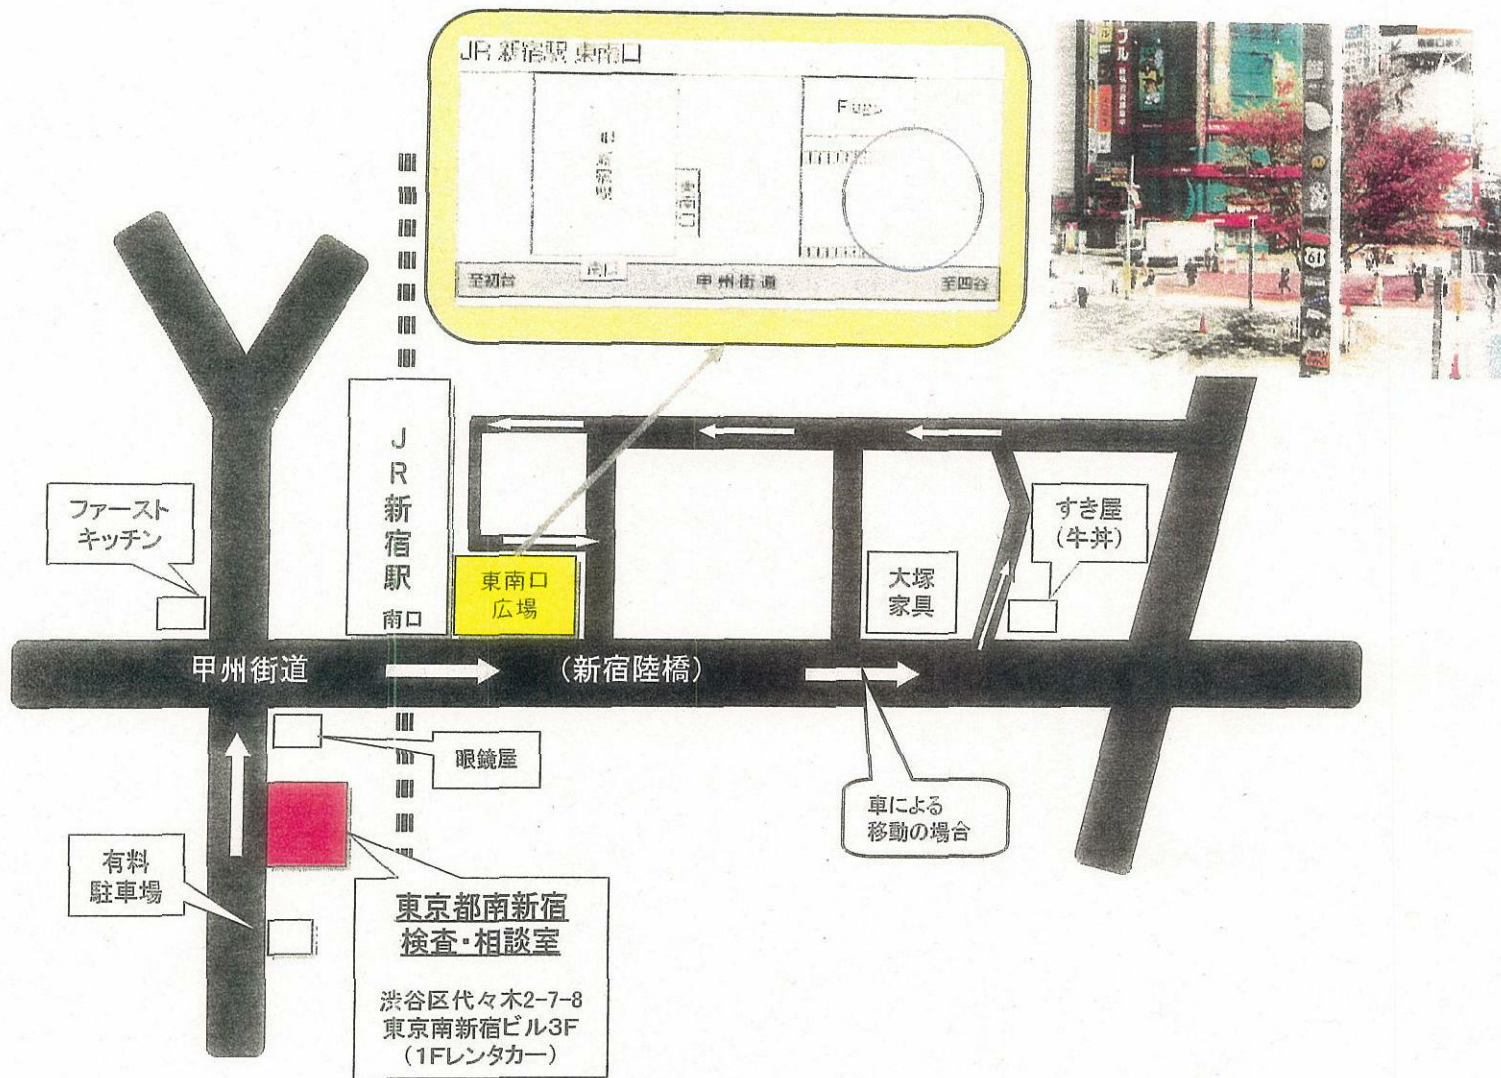 JR 新宿駅 東南口
東南口
南口
至初台
甲州街道
至四谷
JR新宿駅
南口
ファースト
キッチン
東南口
広場
大塚
家具
すき屋
(牛丼)
甲州街道
(新宿陸橋)
眼鏡屋
車による
移動の場合
有料
駐車場
東京都南新宿
検査・相談室
渋谷区代々木2-7-8
東京南新宿ビル3F
(1Fレンタカー)